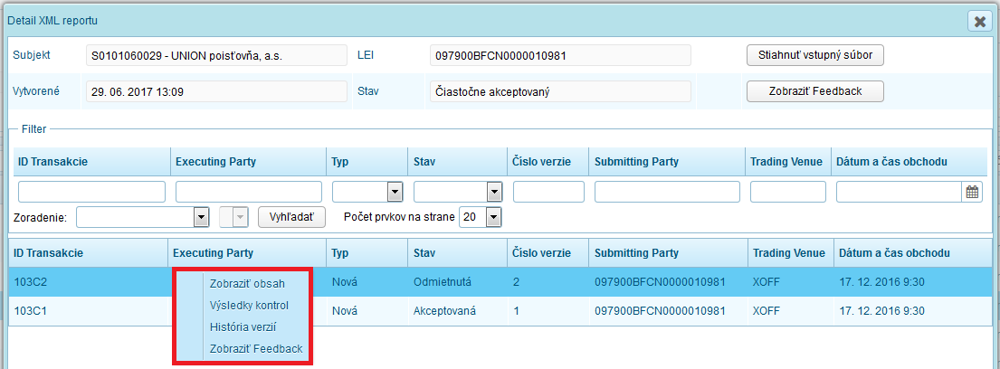 Detail XML reportu
Subjekt S0101060029 - UNION poisťovňa, a.s. LEI 097900BFCN0000010981 Stiahnuť vstupný súbor
Vytvorené 29. 06. 2017 13:09 Stav Čiastočne akceptovaný Zobraziť Feedback
Filter
ID Transakcie Executing Party Typ Stav Číslo verzie Submitting Party Trading Venue Dátum a čas obchodu
Zoradenie: Vyhľadať Počet prvkov na strane 20
ID Transakcie Executing Party Typ Stav Číslo verzie Submitting Party Trading Venue Dátum a čas obchodu
103C2 Nová Odmietnutá 2 097900BFCN0000010981 XOFF 17. 12. 2016 9:30
103C1 Nová Akceptovaná 1 097900BFCN0000010981 XOFF 17. 12. 2016 9:30
Zobraziť obsah
Výsledky kontrol
História verzií
Zobraziť Feedback